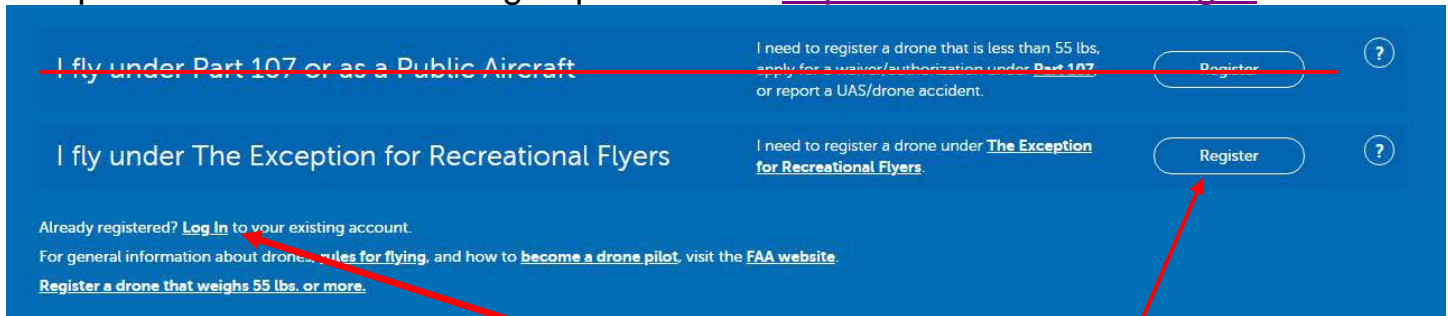 I fly under Part 107 or as a Public Aircraft
I need to register a drone that is less than 55 lbs,
apply for a waiver/authorization under Part 107,
or report a UAS/drone accident.
Register
?
I fly under The Exception for Recreational Flyers
I need to register a drone under The Exception
for Recreational Flyers.
Register
?
Already registered? Log In to your existing account.
For general information about drones, rules for flying, and how to become a drone pilot, visit the FAA website.
Register a drone that weighs 55 lbs. or more.